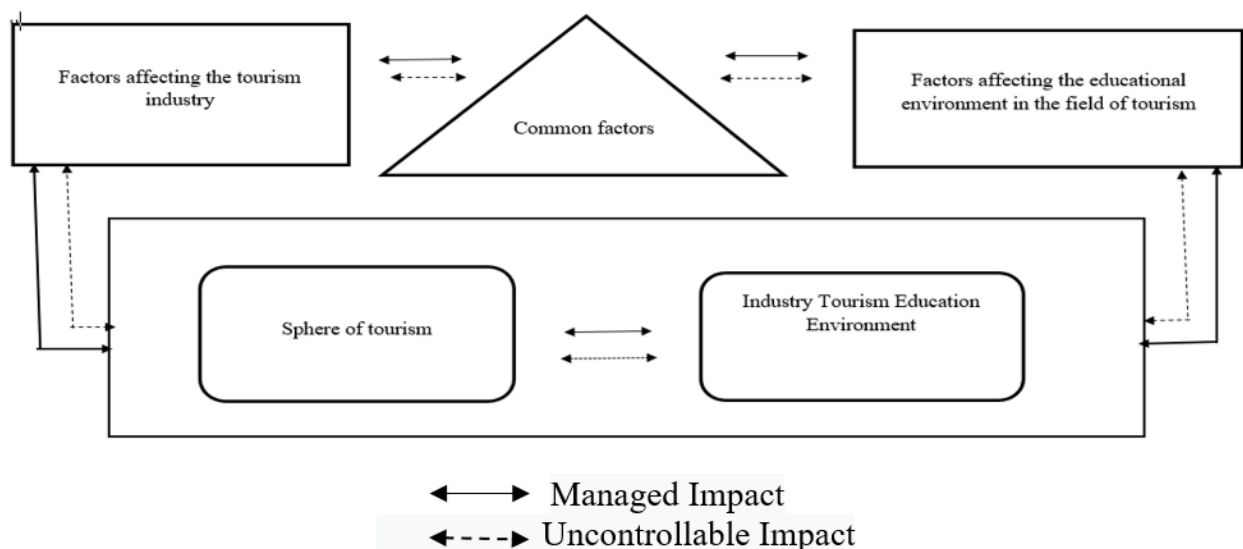 Factors affecting the tourism
industry
Common factors
Factors affecting the educational
environment in the field of tourism
Sphere of tourism
Industry Tourism Education
Environment
Managed Impact
Uncontrollable Impact